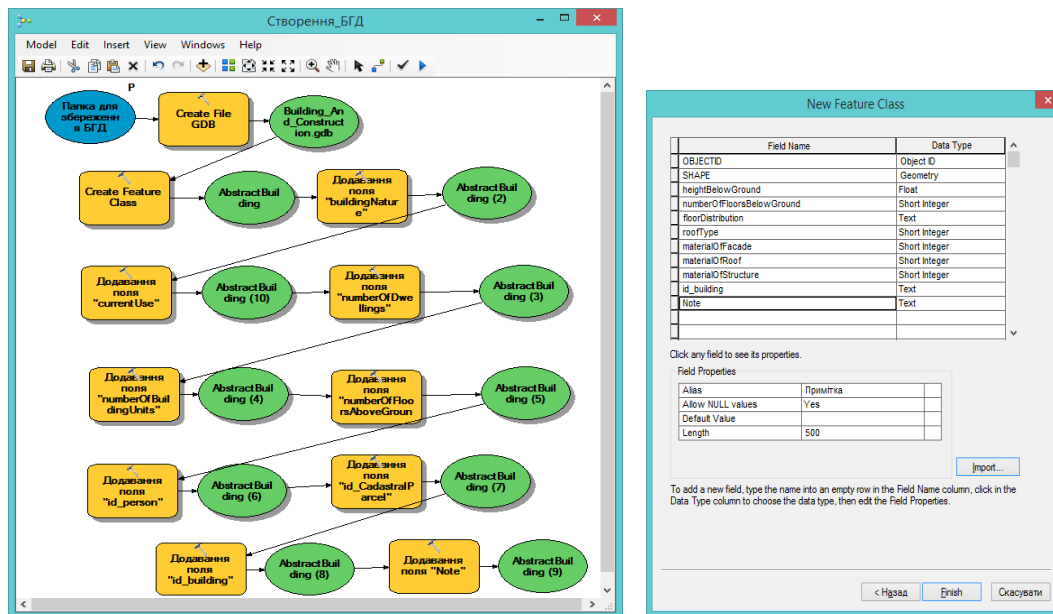 Створення_БГД
Model Edit Insert View Windows Help
P
Папка для
збереженн
я БГД
Create File
GDB
Building_An
d_Construct
ion.gdb
Create Feature
Class
AbstractBuil
ding
Додавання
поля
"buildingNatur
e"
AbstractBuil
ding (2)
Додавання
поля
"currentUse"
AbstractBuil
ding (10)
Додавання
поля
"numberOfDwe
llings"
AbstractBuil
ding (3)
Додавання
поля
"numberOfBuil
dingUnits"
AbstractBuil
ding (4)
Додавання
поля
"numberOfFloo
rsAboveGroun
AbstractBuil
ding (5)
Додавання
поля
"id_person"
AbstractBuil
ding (6)
Додавання
поля
"id_CadastralP
arcel"
AbstractBuil
ding (7)
Додавання
поля
"id_building"
AbstractBuil
ding (8)
Додавання
поля "Note"
AbstractBuil
ding (9)
New Feature Class
Field Name Data Type
OBJECTID Object ID
SHAPE Geometry
heightBelowGround Float
numberOfFloorsBelowGround Short Integer
floorDistribution Text
roofType Short Integer
materialOfFacade Short Integer
materialOfRoof Short Integer
materialOfStructure Short Integer
id_building Text
Note Text
Click any field to see its properties.
Field Properties
Alias Примітка
Allow NULL values Yes
Default Value
Length 500
Import...
To add a new field, type the name into an empty row in the Field Name column, click in the
Data Type column to choose the data type, then edit the Field Properties.
< Назад Finish Скасувати